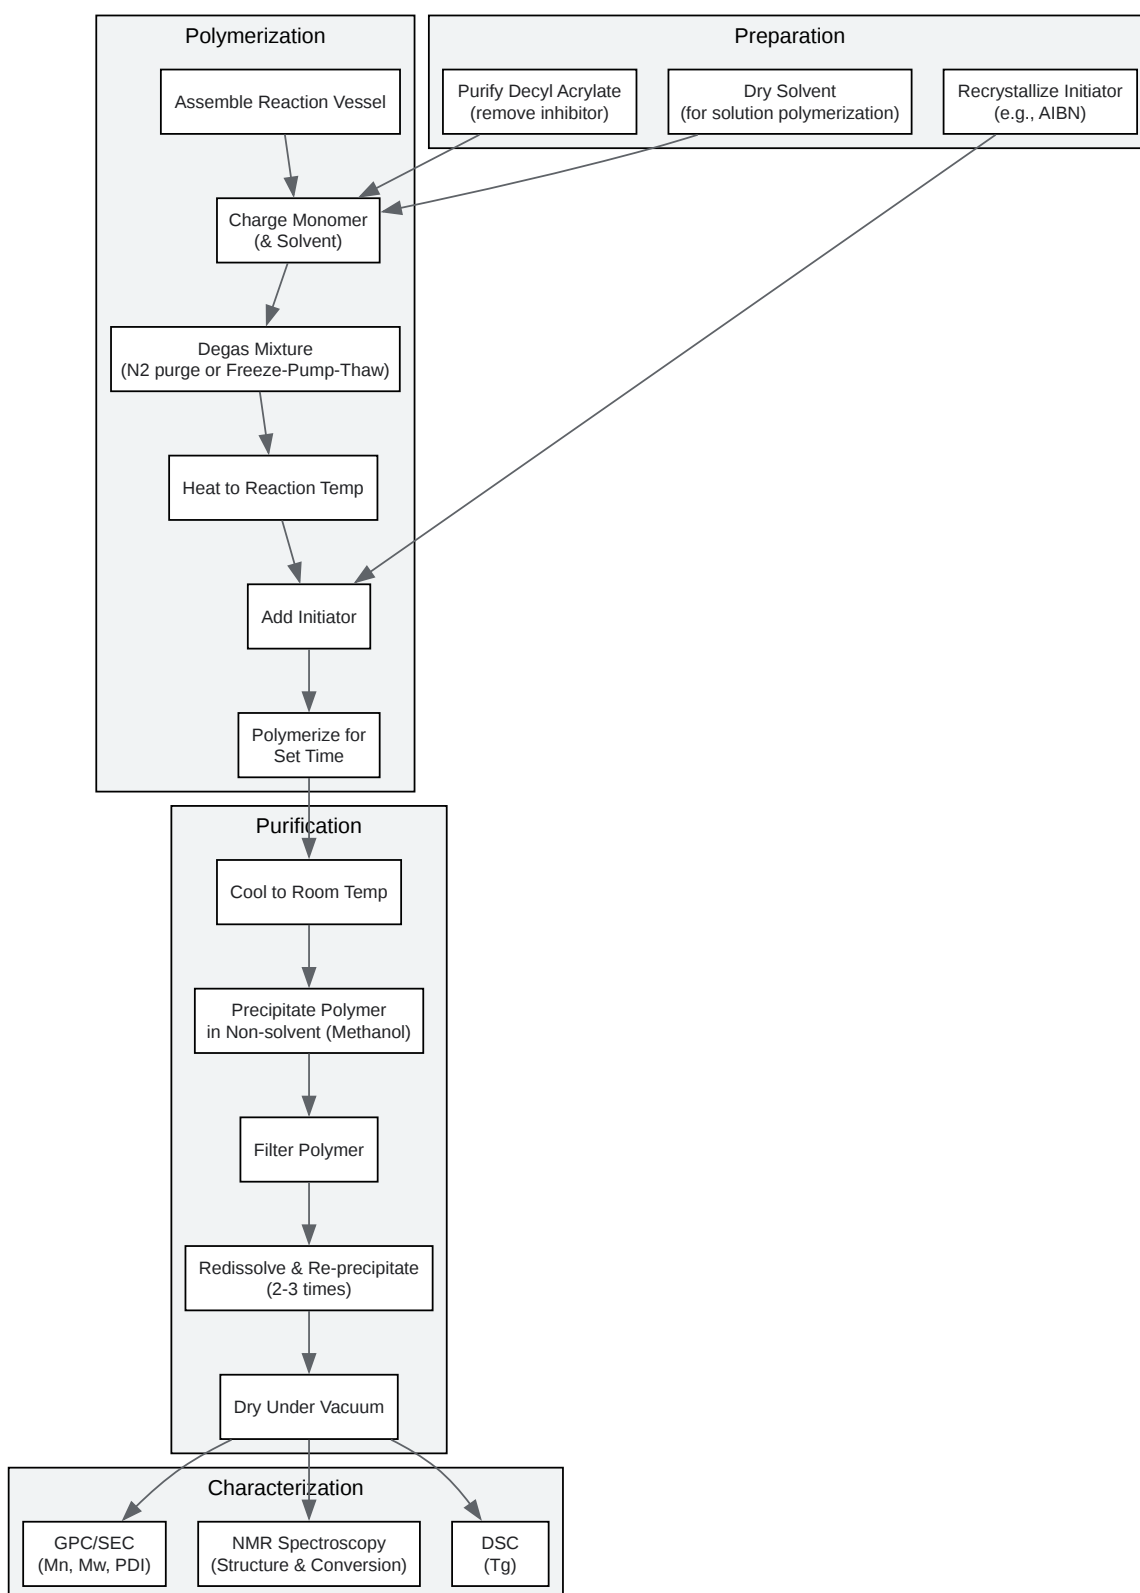 Polymerization
Preparation
Assemble Reaction Vessel
Purify Decyl Acrylate
(remove inhibitor)
Dry Solvent
(for solution polymerization)
Recrystallize Initiator
(e.g., AIBN)
Charge Monomer
(& Solvent)
Degas Mixture
(N2 purge or Freeze-Pump-Thaw)
Heat to Reaction Temp
Add Initiator
Polymerize for
Set Time
Purification
Cool to Room Temp
Precipitate Polymer
in Non-solvent (Methanol)
Filter Polymer
Redissolve & Re-precipitate
(2-3 times)
Dry Under Vacuum
Characterization
GPC/SEC
(Mn, Mw, PDI)
NMR Spectroscopy
(Structure & Conversion)
DSC
(Tg)